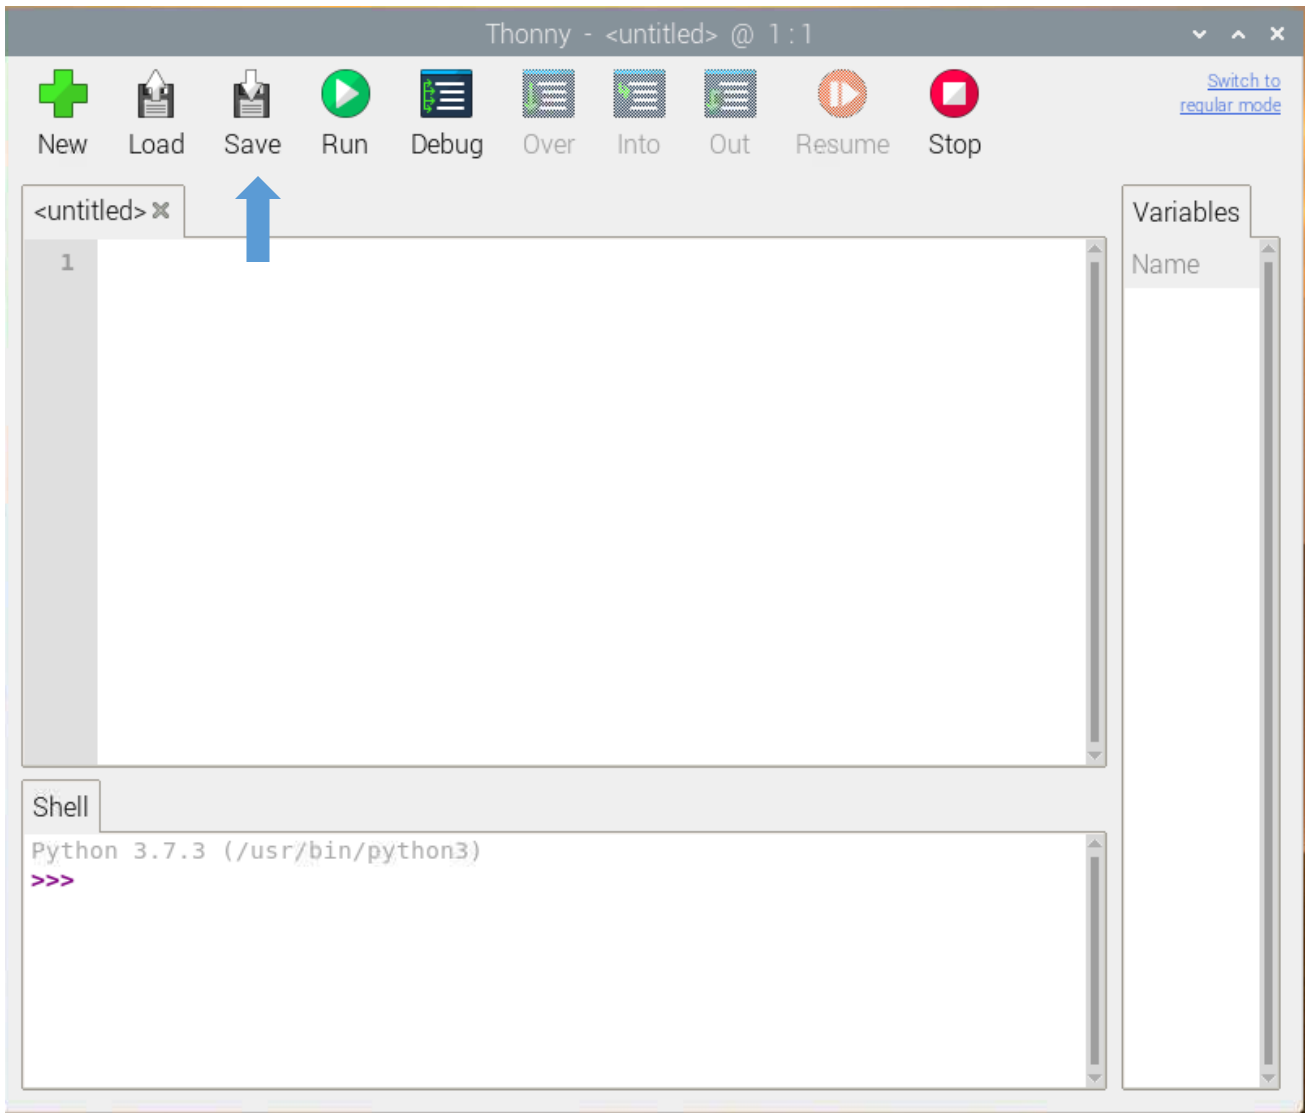 Thonny - <untitled> @ 1:1
New Load Save Run Debug Over Into Out Resume Stop
Switch to
regular mode
<untitled>
Variables
1
Name
Shell
Python 3.7.3 (/usr/bin/python3)
>>>